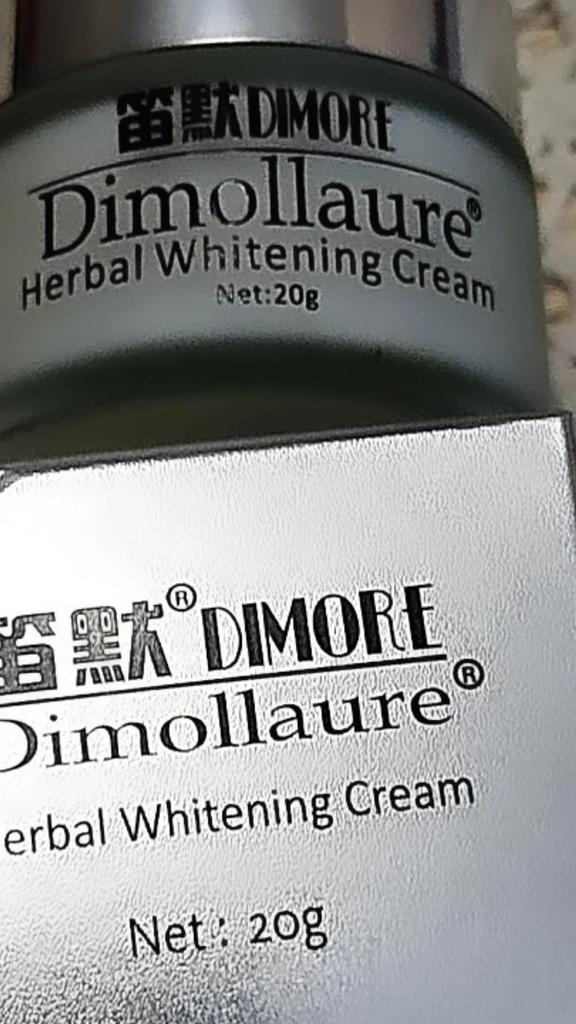 笛默DIMORE
Dimollaure®
Herbal Whitening Cream
Net:20g
笛默® DIMORE
Dimollaure®
erbal Whitening Cream
Net: 20g